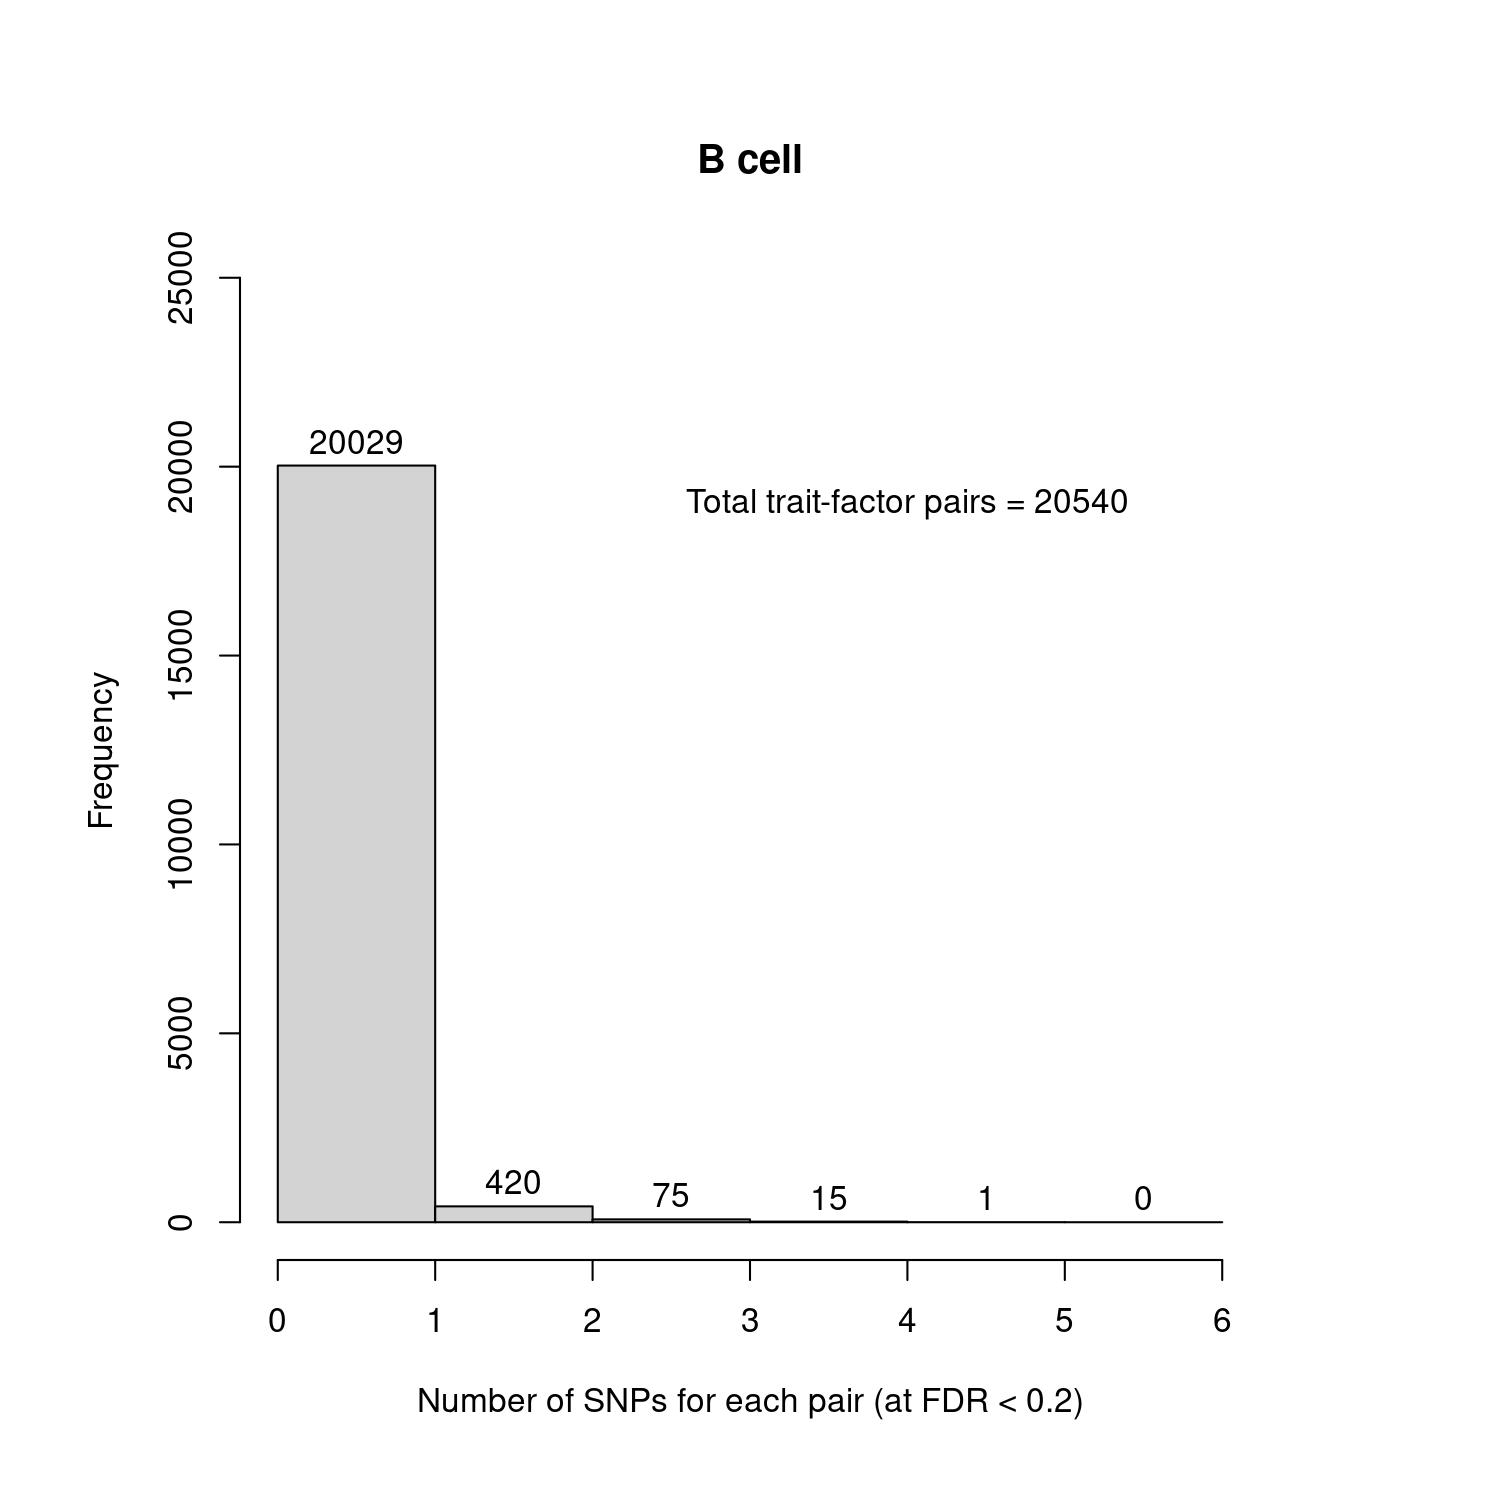 B cell
25000
20000
15000
10000
5000
0
Frequency
20029
Total trait-factor pairs = 20540
420
75
15
1
0
0 1 2 3 4 5 6
Number of SNPs for each pair (at FDR < 0.2)